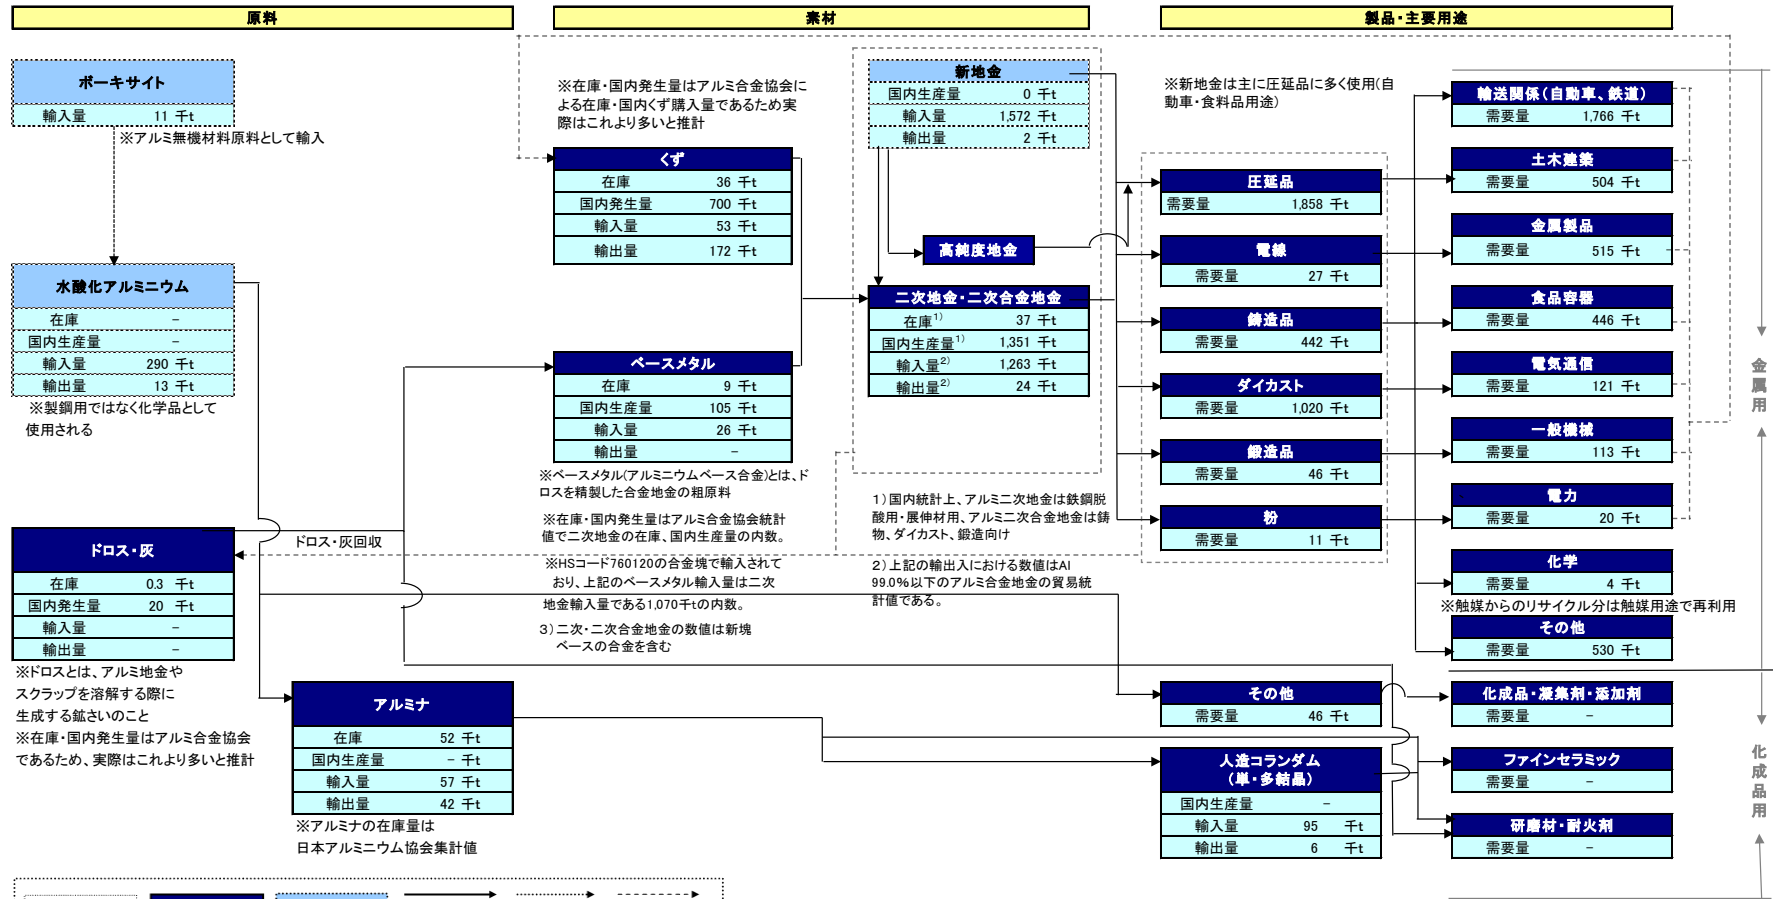 原料
素材
製品・主要用途
ボーキサイト
輸入量 11 千t
※アルミ無機材料原料として輸入
水酸化アルミニウム
在庫 −
国内生産量 −
輸入量 290 千t
輸出量 13 千t
※製鋼用ではなく化学品として
使用される
ドロス・灰
在庫 0.3 千t
国内発生量 20 千t
輸入量 −
輸出量 −
※ドロスとは、アルミ地金や
スクラップを溶解する際に
生成する鉱さいのこと
※在庫・国内発生量はアルミ合金協会
であるため、実際はこれより多いと推計
ドロス・灰回収
アルミナ
在庫 52 千t
国内生産量 − 千t
輸入量 57 千t
輸出量 42 千t
※アルミナの在庫量は
日本アルミニウム協会集計値
※在庫・国内発生量はアルミ合金協会に
よる在庫・国内くず購入量であるため実
際はこれより多いと推計
くず
在庫 36 千t
国内発生量 700 千t
輸入量 53 千t
輸出量 172 千t
ベースメタル
在庫 9 千t
国内生産量 105 千t
輸入量 26 千t
輸出量 −
※ベースメタル(アルミニウムベース合金)とは、ド
ロスを精製した合金地金の粗原料
※在庫・国内発生量はアルミ合金協会統計
値で二次地金の在庫、国内生産量の内数。
※HSコード760120の合金塊で輸入されて
おり、上記のベースメタル輸入量は二次
地金輸入量である1,070千tの内数。
3）二次・二次合金地金の数値は新塊
ベースの合金を含む
新地金
国内生産量 0 千t
輸入量 1,572 千t
輸出量 2 千t
高純度地金
二次地金・二次合金地金
在庫1) 37 千t
国内生産量1) 1,351 千t
輸入量2) 1,263 千t
輸出量2) 24 千t
1）国内統計上、アルミ二次地金は鉄鋼脱
酸用・展伸材用、アルミ二次合金地金は鋳
物、ダイカスト、鍛造向け
2）上記の輸出入における数値はAl
99.0%以下のアルミ合金地金の貿易統
計値である。
※新地金は主に圧延品に多く使用(自
動車・食料品用途)
圧延品
需要量 1,858 千t
電線
需要量 27 千t
鋳造品
需要量 442 千t
ダイカスト
需要量 1,020 千t
鍛造品
需要量 46 千t
粉
需要量 11 千t
その他
需要量 46 千t
人造コランダム
（単・多結晶）
国内生産量 −
輸入量 95 千t
輸出量 6 千t
輸送関係（自動車、鉄道）
需要量 1,766 千t
土木建築
需要量 504 千t
金属製品
需要量 515 千t
食品容器
需要量 446 千t
電気通信
需要量 121 千t
一般機械
需要量 113 千t
電力
需要量 20 千t
化学
需要量 4 千t
※触媒からのリサイクル分は触媒用途で再利用
その他
需要量 530 千t
化成品・凝集剤・添加剤
需要量 −
ファインセラミック
需要量 −
研磨材・耐火剤
需要量 −
金属用
化成品用